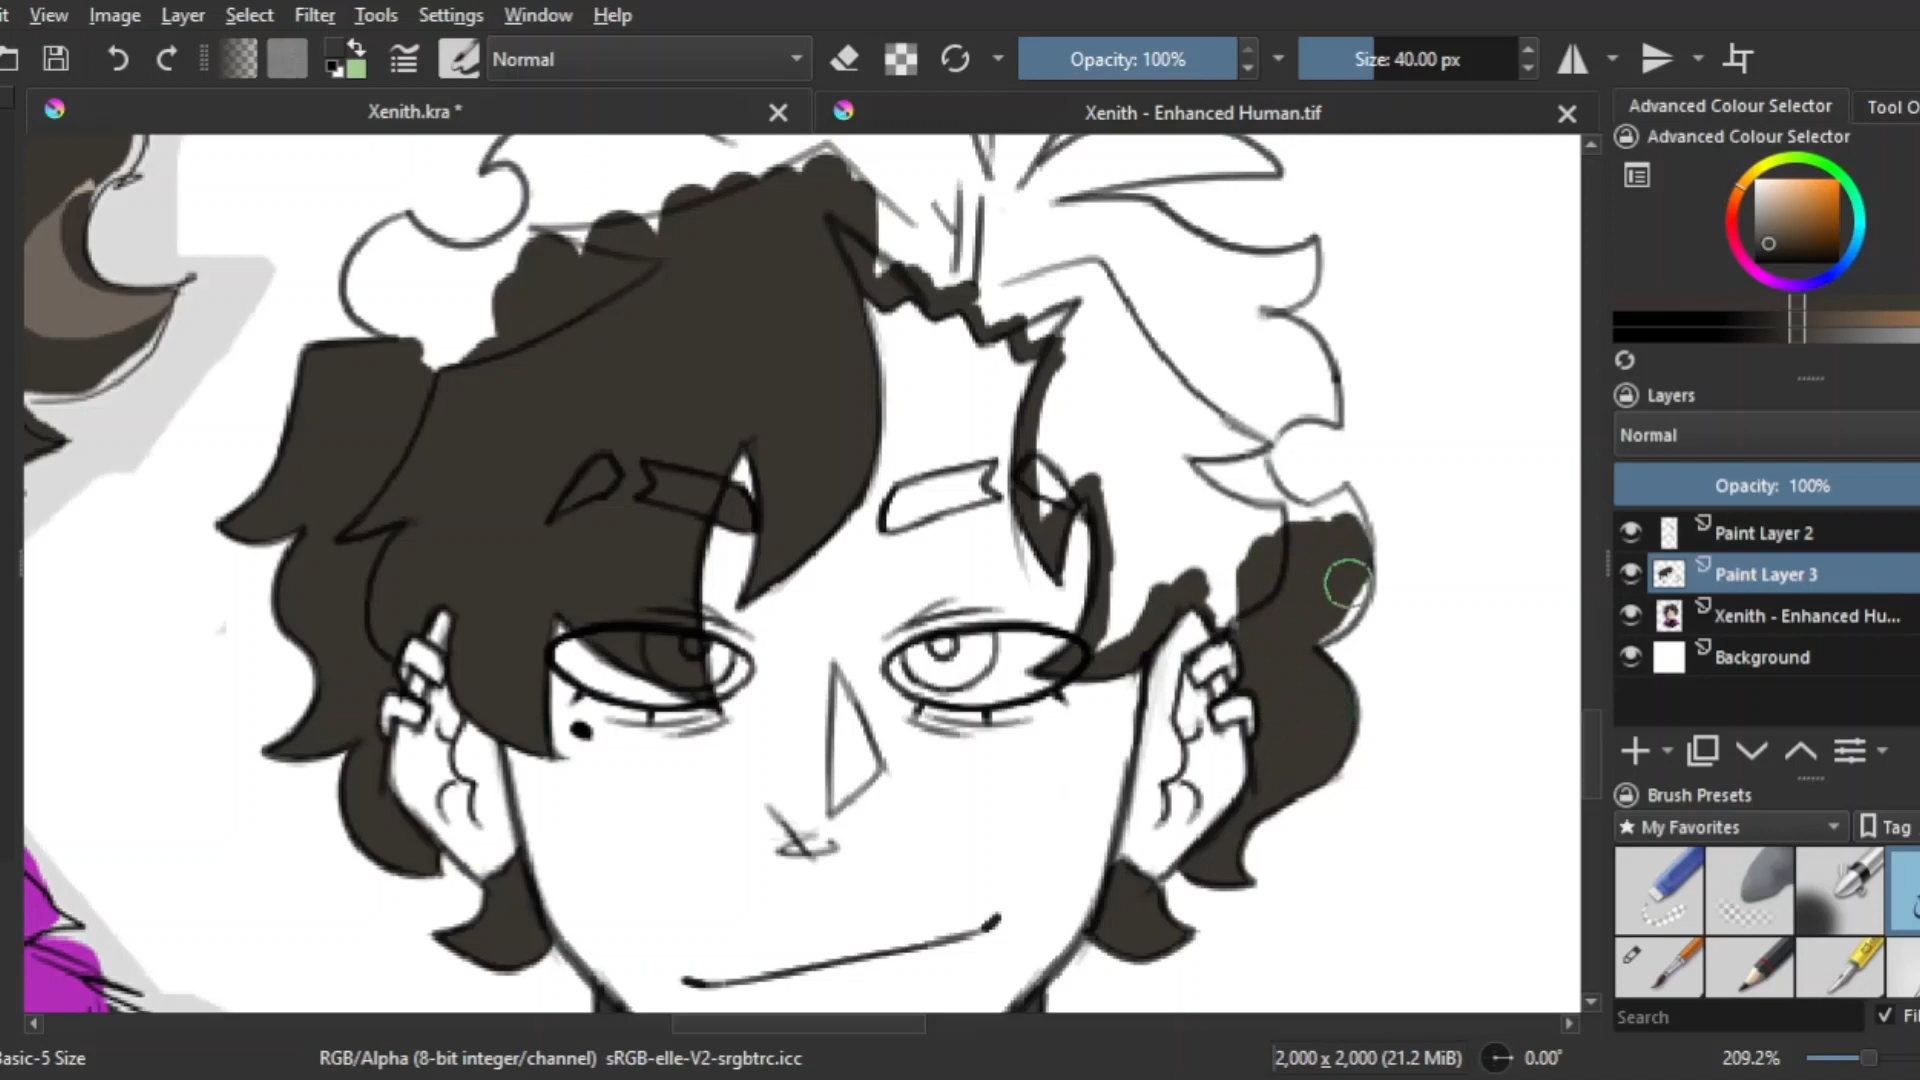 View Image Layer Select Filter Tools Settings Window Help
Normal
Opacity: 100%
Size: 40.00 px
Xenith.kra *
Xenith - Enhanced Human.tif
Advanced Colour Selector
Tool O
Advanced Colour Selector
Layers
Normal
Opacity: 100%
Paint Layer 2
Paint Layer 3
Xenith - Enhanced Hu...
Background
Brush Presets
★ My Favorites
Tag
Search
Fil
Basic-5 Size
RGB/Alpha (8-bit integer/channel) sRGB-elle-V2-srgbtrc.icc
2,000 x 2,000 (21.2 MiB)
0.00°
209.2%